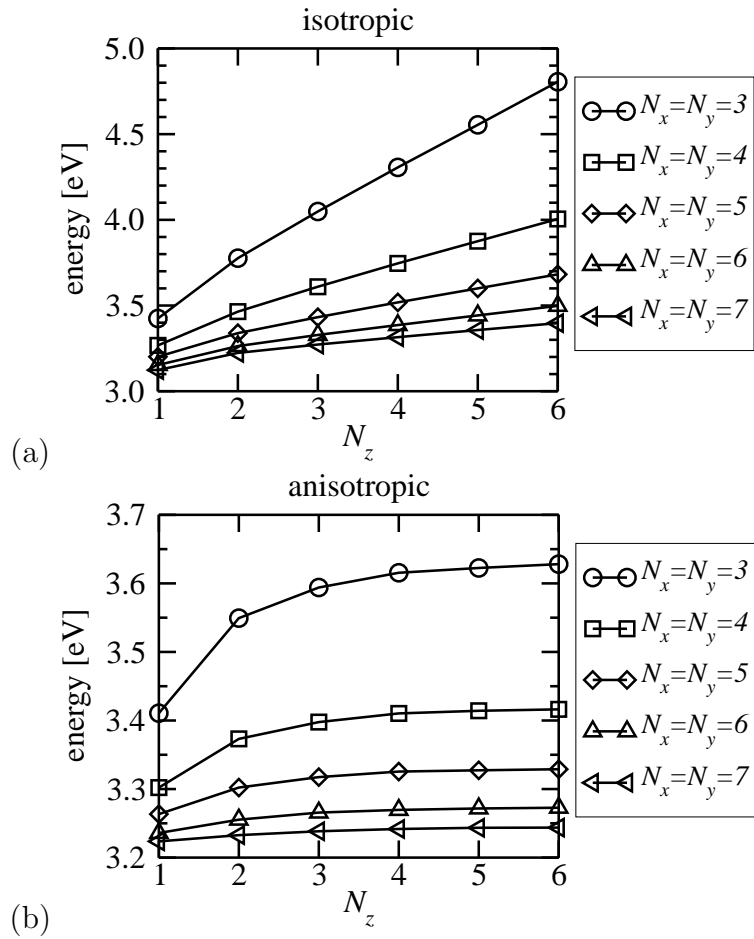 isotropic
5.0
4.5
4.0
3.5
3.0
energy [eV]
1 2 3 4 5 6
N_z
N_x=N_y=3
N_x=N_y=4
N_x=N_y=5
N_x=N_y=6
N_x=N_y=7
(a)
anisotropic
3.7
3.6
3.5
3.4
3.3
3.2
energy [eV]
1 2 3 4 5 6
N_z
N_x=N_y=3
N_x=N_y=4
N_x=N_y=5
N_x=N_y=6
N_x=N_y=7
(b)